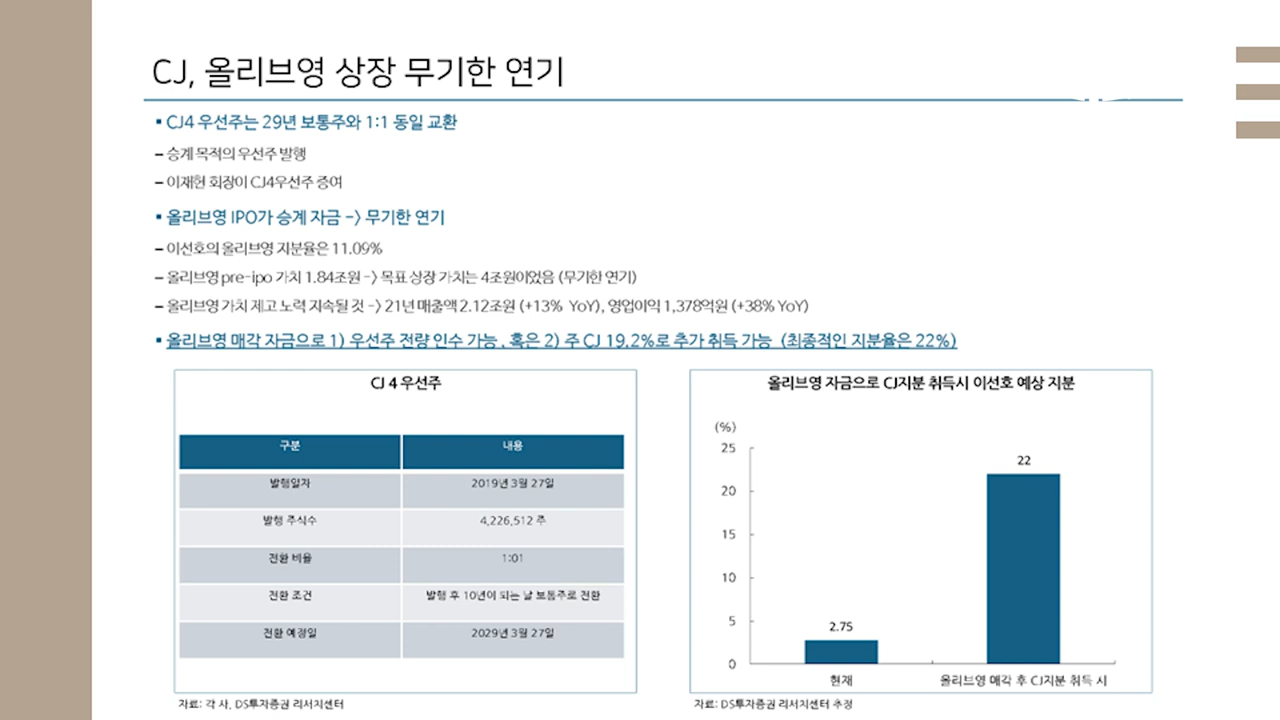 CJ, 올리브영 상장 무기한 연기
▪ CJ4 우선주는 29년 보통주와 1:1 동일 교환
– 승계 목적의 우선주 발행
– 이재현 회장이 CJ4우선주 증여
▪ 올리브영 IPO가 승계 자금 -> 무기한 연기
– 이선호의 올리브영 지분율은 11.09%
– 올리브영 pre-ipo 가치 1.84조원 -> 목표 상장 가치는 4조원이었음 (무기한 연기)
– 올리브영 가치 제고 노력 지속될 것 -> 21년 매출액 2.12조원 (+13% YoY), 영업이익 1,378억원 (+38% YoY)
▪ 올리브영 매각 자금으로 1) 우선주 전량 인수 가능 , 혹은 2) 주 CJ 19.2%로 추가 취득 가능 (최종적인 지분율은 22%)
CJ 4 우선주
구분 내용
발행일자 2019년 3월 27일
발행 주식수 4,226,512 주
전환 비율 1:01
전환 조건 발행 후 10년이 되는 날 보통주로 전환
전환 예정일 2029년 3월 27일
자료: 각 사, DS투자증권 리서치센터
올리브영 자금으로 CJ지분 취득시 이선호 예상 지분
(%)
25
20
15
10
5
0
2.75
22
현재 올리브영 매각 후 CJ지분 취득 시
자료: DS투자증권 리서치센터 추정